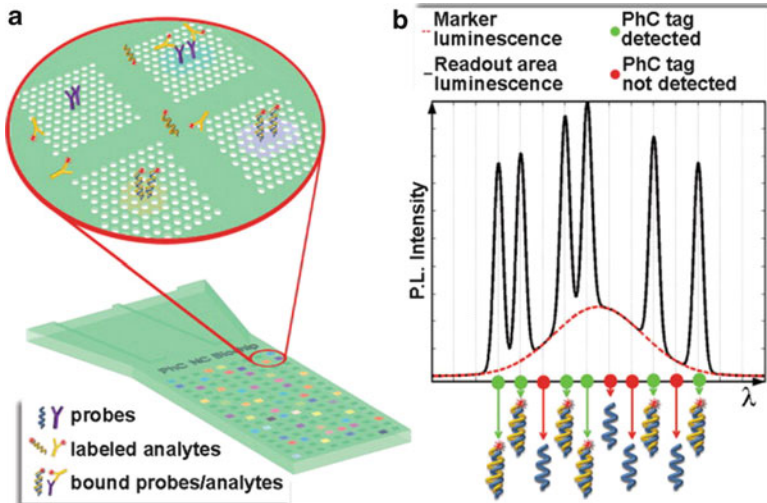 a
PhC NC Biochip
probes
labeled analytes
bound probes/analytes
b
Marker
luminescence
Readout area
luminescence
PhC tag
detected
PhC tag
not detected
P.L. Intensity
λ